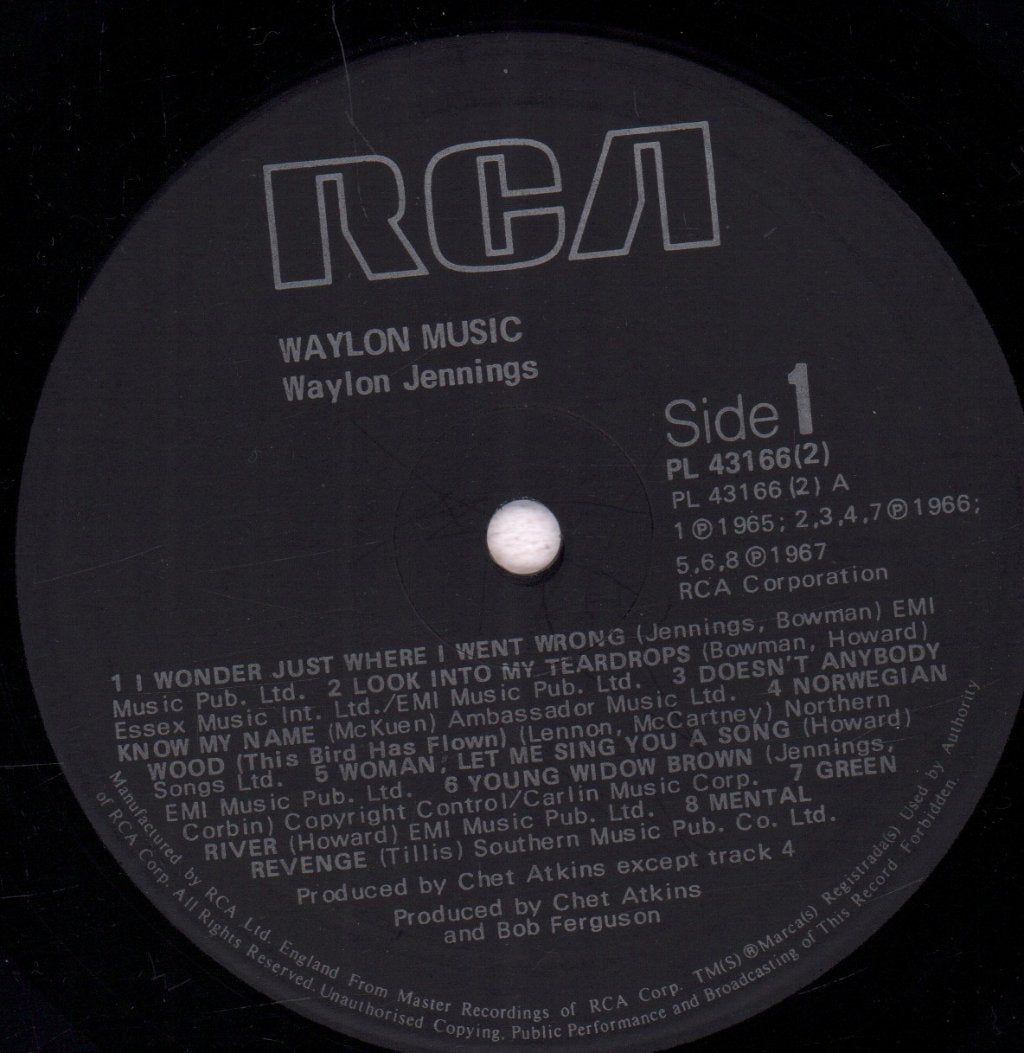 RCA
WAYLON MUSIC
Waylon Jennings
Side 1
PL 43166(2)
PL 43166 (2) A
1 ℗ 1965; 2,3,4,7 ℗ 1966;
5,6,8 ℗ 1967
RCA Corporation
1 I WONDER JUST WHERE I WENT WRONG (Jennings, Bowman) EMI
Music Pub. Ltd. 2 LOOK INTO MY TEARDROPS (Bowman, Howard)
Essex Music Int. Ltd./EMI Music Pub. Ltd. 3 DOESN'T ANYBODY
KNOW MY NAME (McKuen) Ambassador Music Ltd. 4 NORWEGIAN
WOOD (This Bird Has Flown) (Lennon, McCartney) Northern
Songs Ltd. 5 WOMAN, LET ME SING YOU A SONG (Howard)
EMI Music Pub. Ltd. 6 YOUNG WIDOW BROWN (Jennings,
Corbin) Copyright Control/Carlin Music Corp. 7 GREEN
RIVER (Howard) EMI Music Pub. Ltd. 8 MENTAL
REVENGE (Tillis) Southern Music Pub. Co. Ltd.
Produced by Chet Atkins except track 4
Produced by Chet Atkins
and Bob Ferguson
Manufactured by RCA Ltd. England From Master Recordings of RCA Corp. TM(S) ® Marca(s) Registrada(s) Used by Authority
of RCA Corp. All Rights Reserved. Unauthorised Copying, Public Performance and Broadcasting of This Record Forbidden.